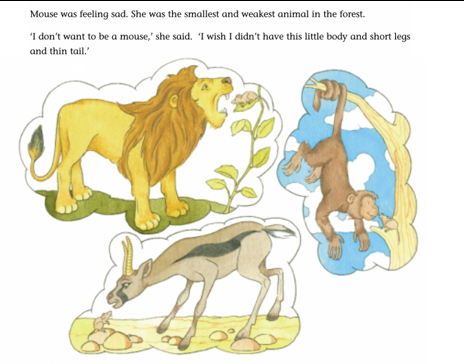 Mouse was feeling sad. She was the smallest and weakest animal in the forest.
‘I don’t want to be a mouse,’ she said. ‘I wish I didn’t have this little body and short legs
and thin tail.’